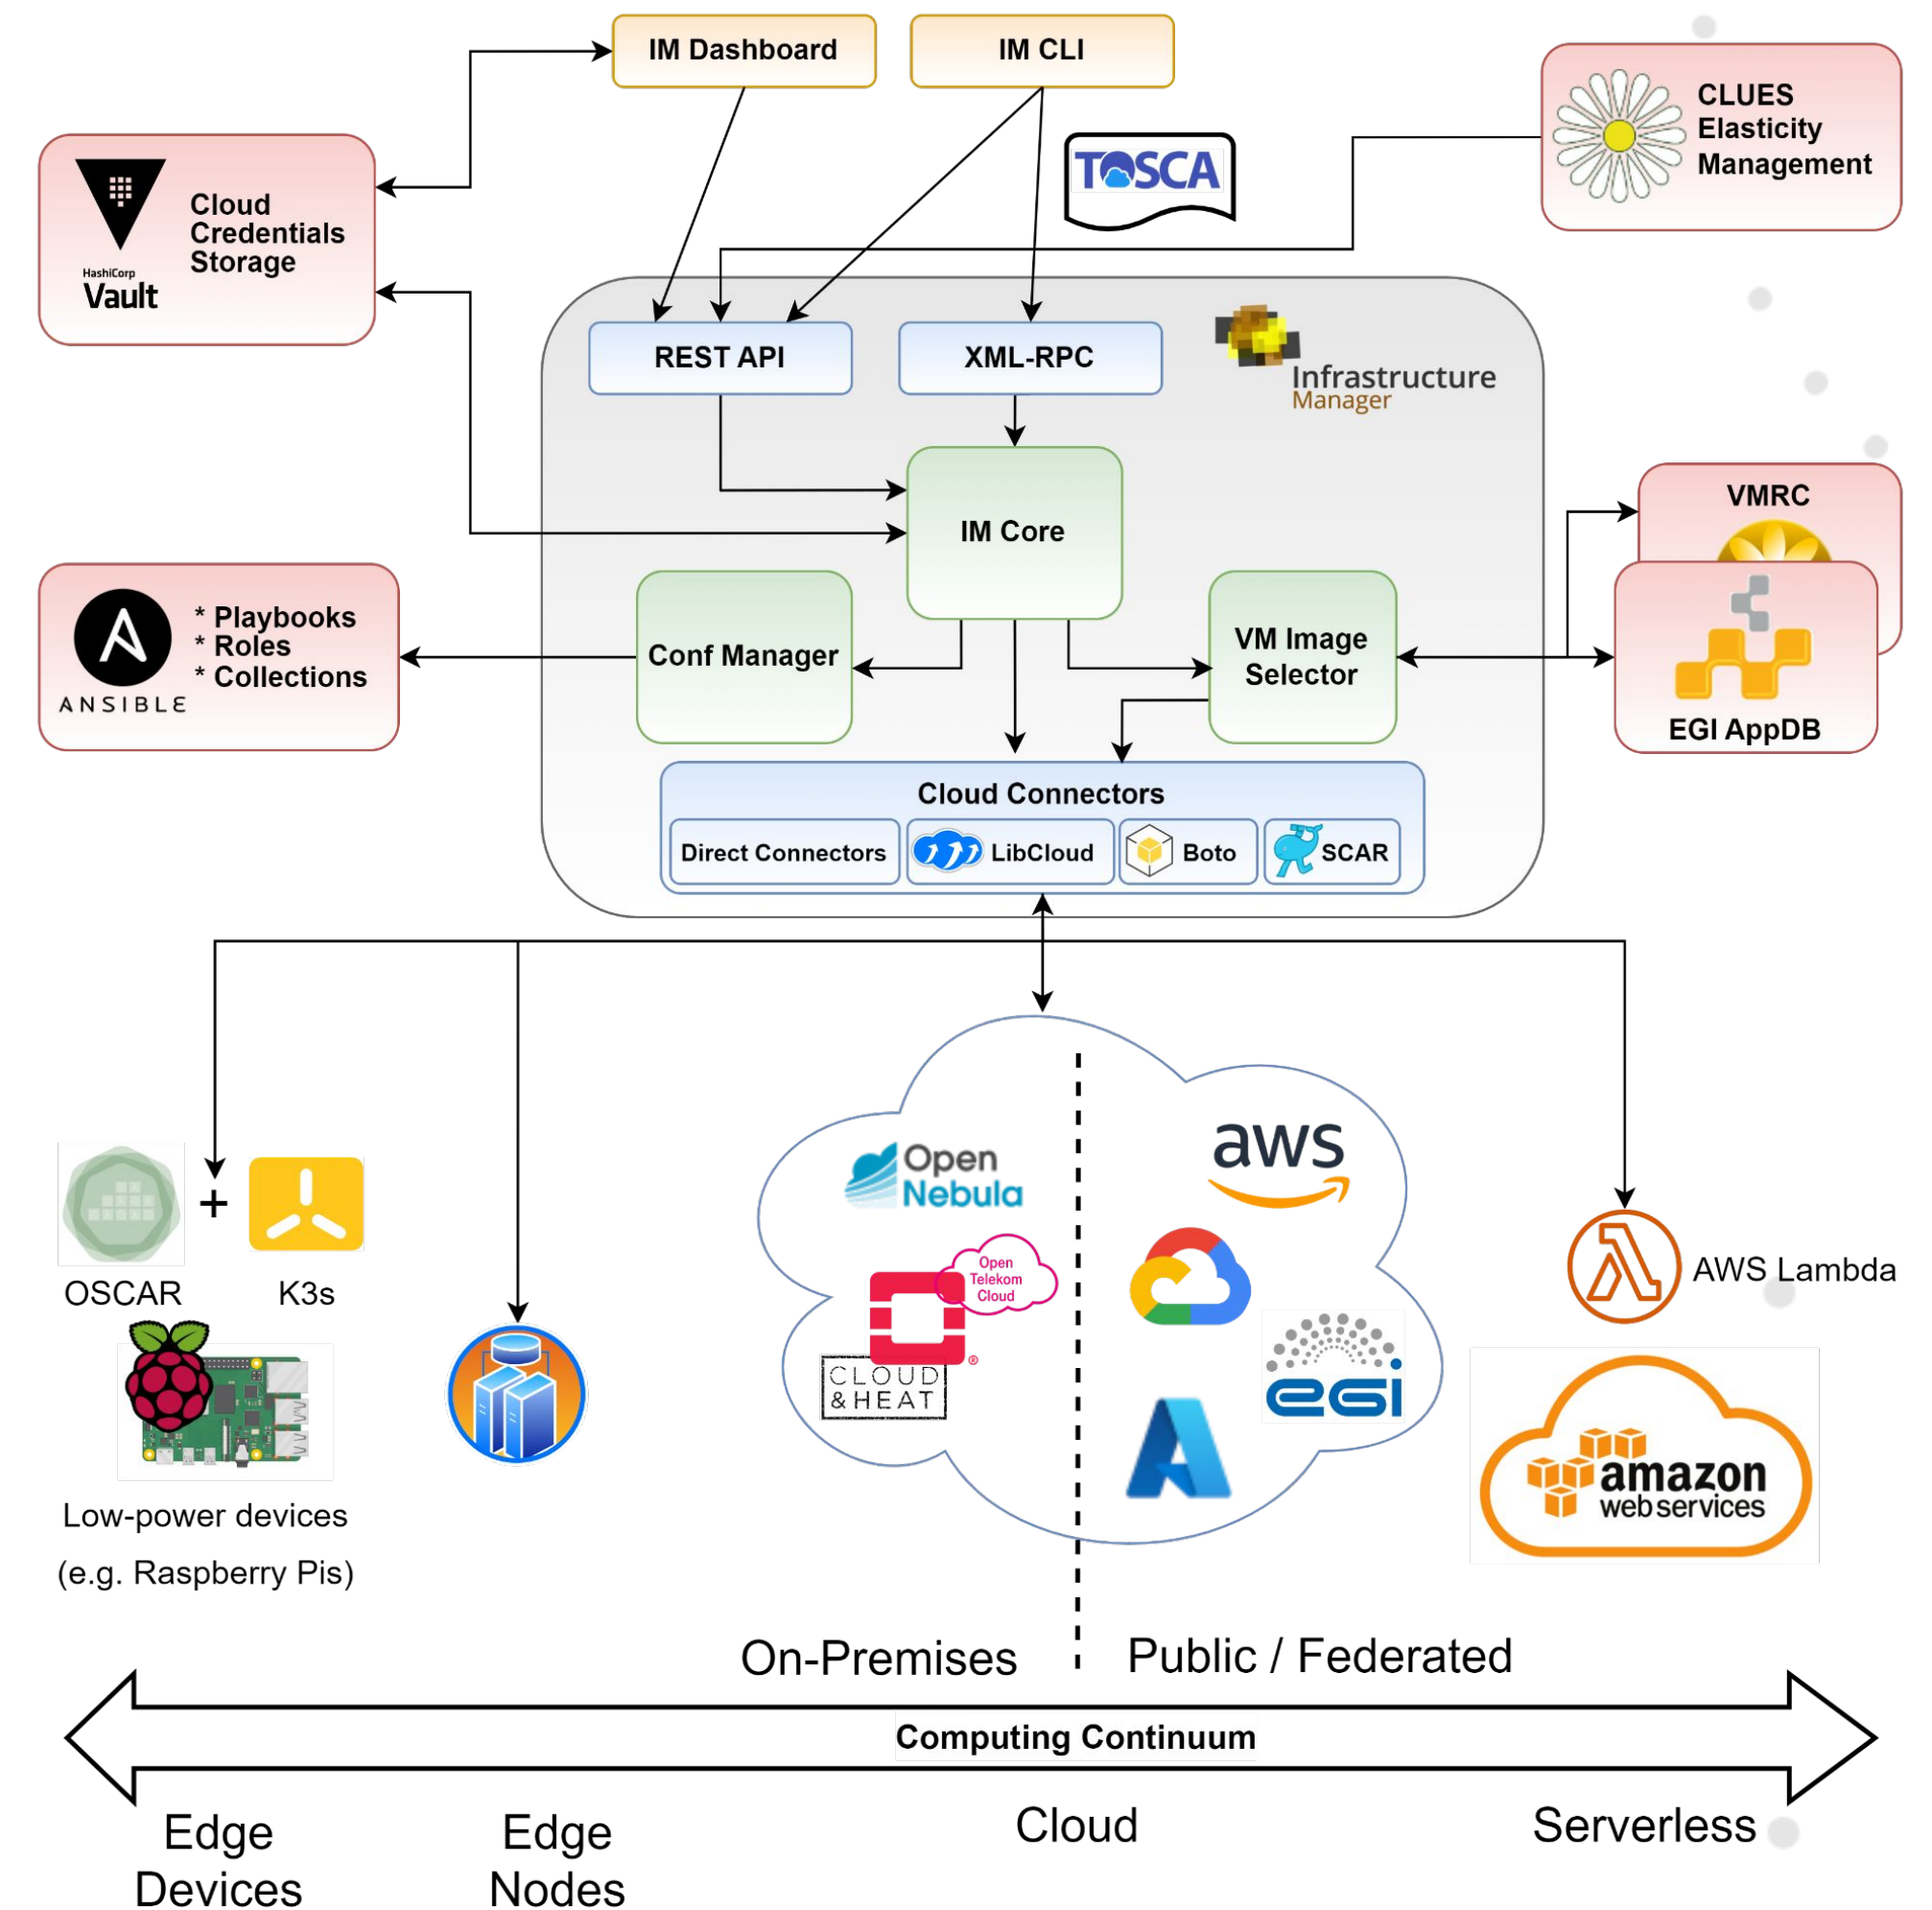 IM Dashboard
IM CLI
CLUES
Elasticity
Management
TOSCA
Cloud
Credentials
Storage
HashiCorp
Vault
REST API
XML-RPC
Infrastructure
Manager
IM Core
VMRC
* Playbooks
* Roles
* Collections
ANSIBLE
Conf Manager
VM Image
Selector
EGI AppDB
Cloud Connectors
Direct Connectors
LibCloud
Boto
SCAR
Open
Nebula
aws
Open
Telekom
Cloud
CLOUD
& HEAT
egi
+
OSCAR
K3s
AWS Lambda
amazon
webservices
Low-power devices
(e.g. Raspberry Pis)
On-Premises
Public / Federated
Computing Continuum
Edge
Devices
Edge
Nodes
Cloud
Serverless